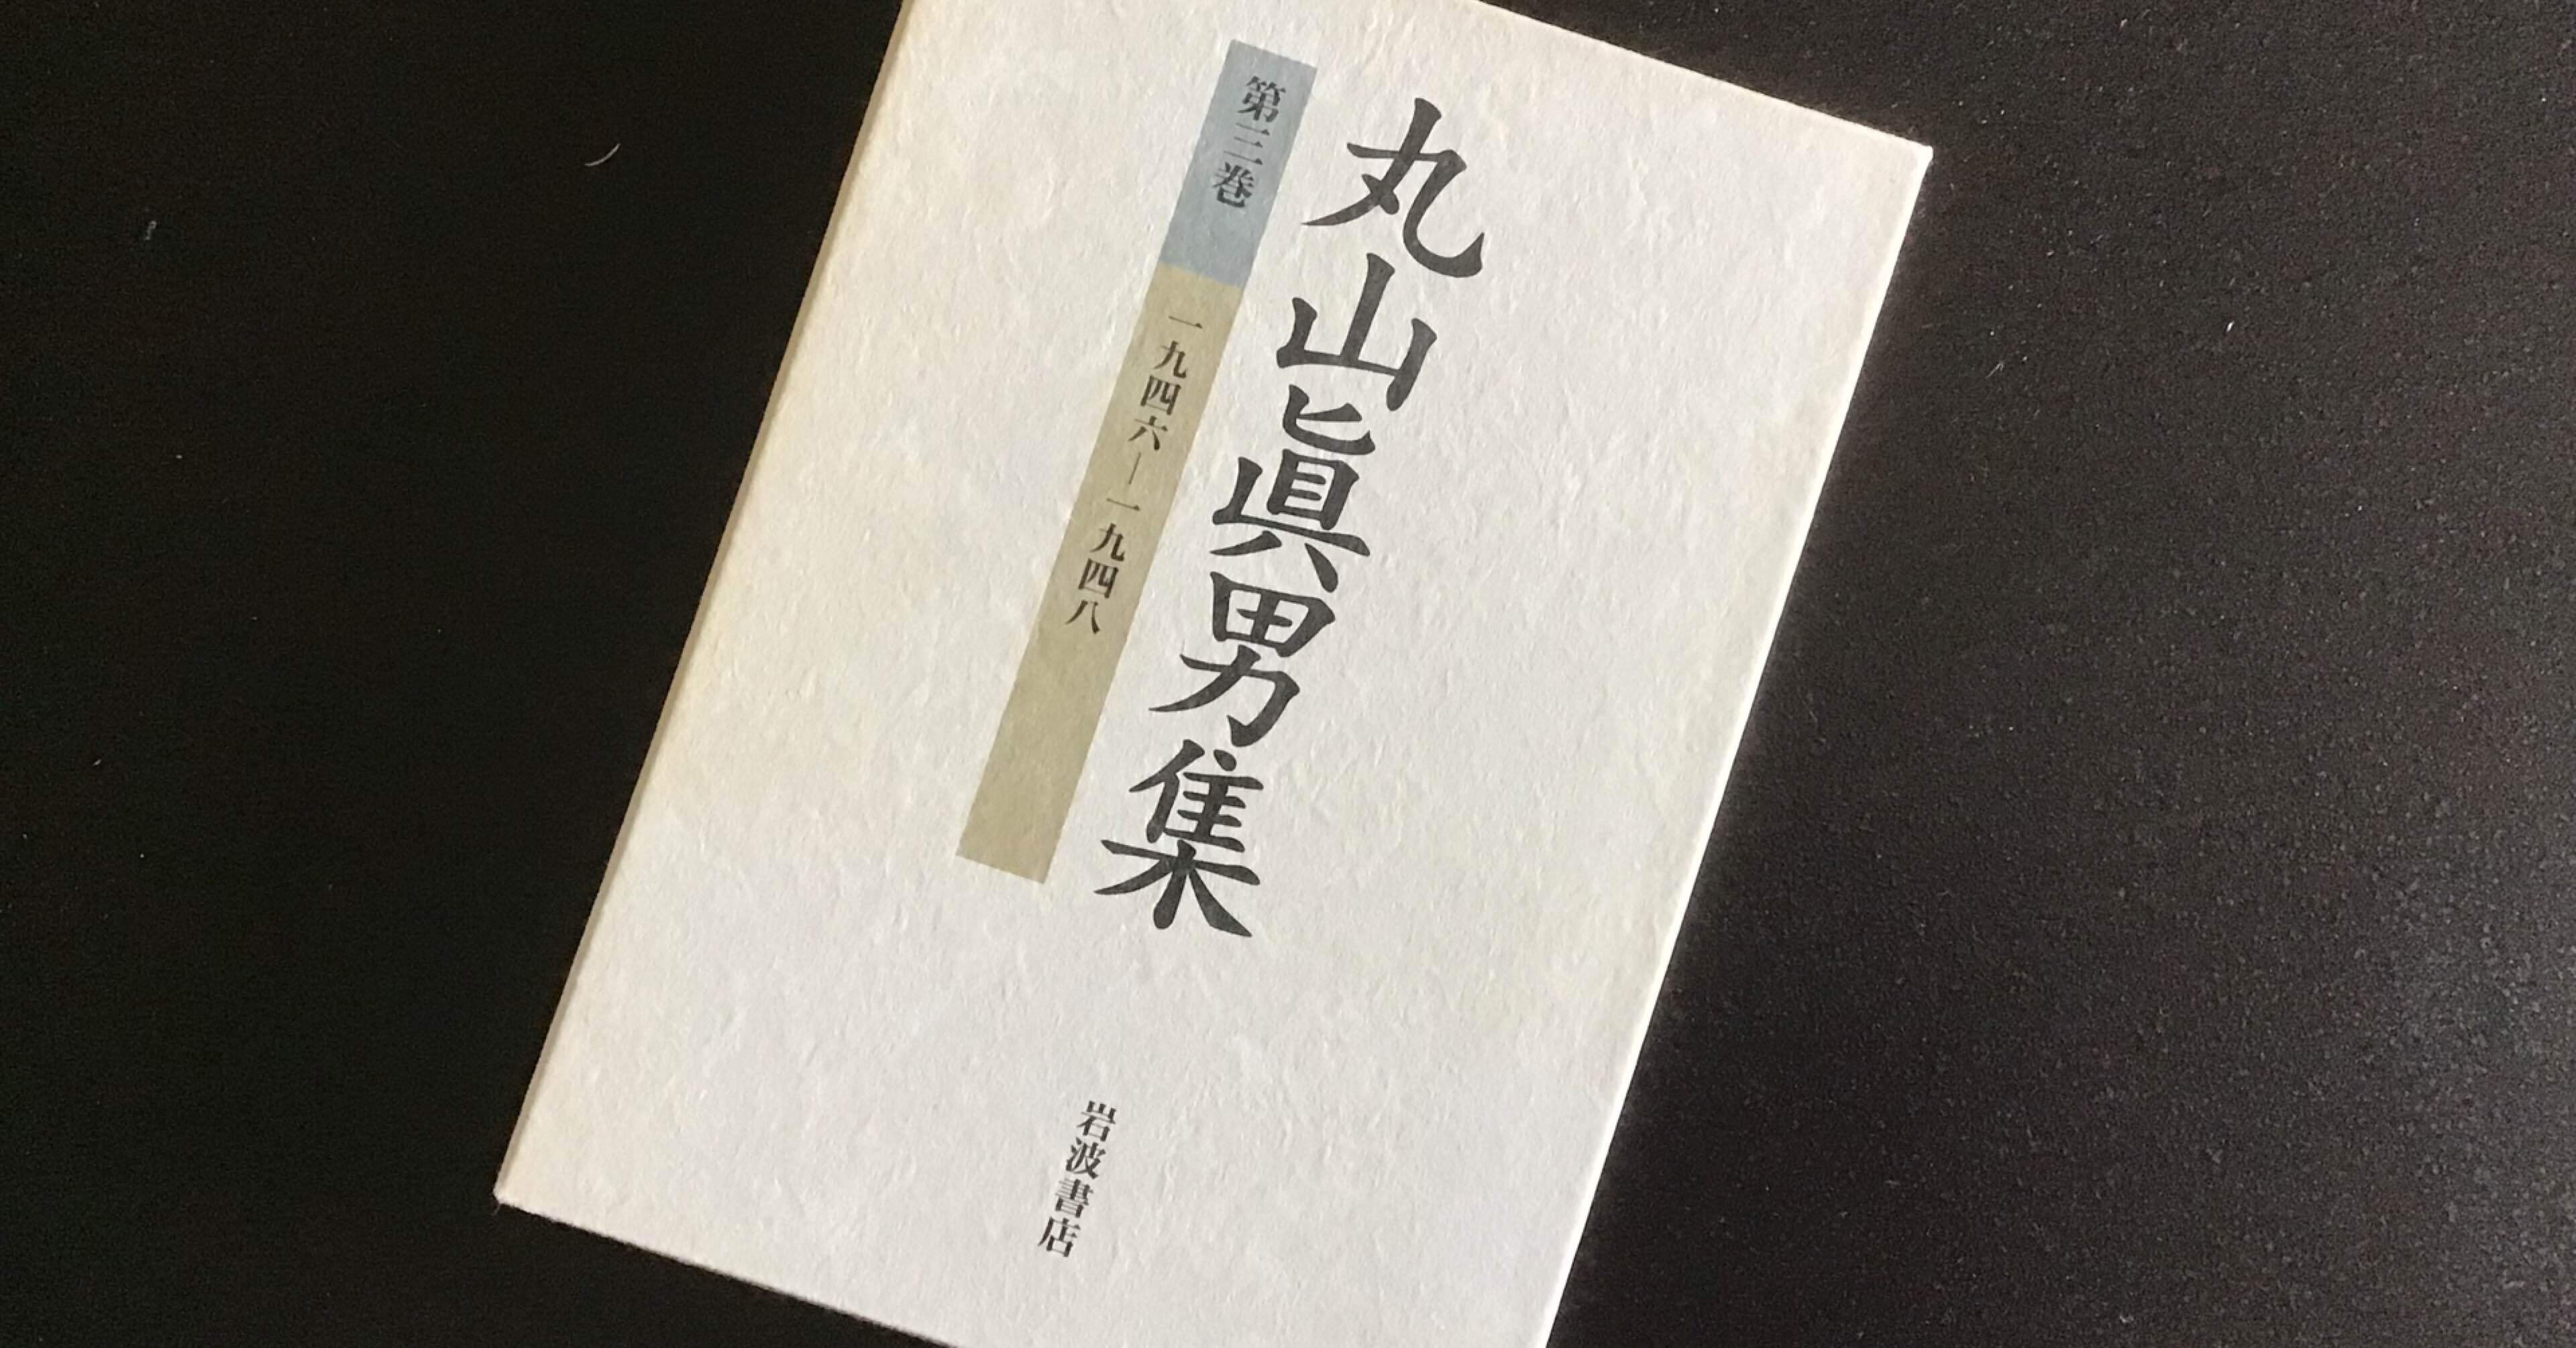 丸山眞男集
第三巻
一九四六―一九四八
岩波書店